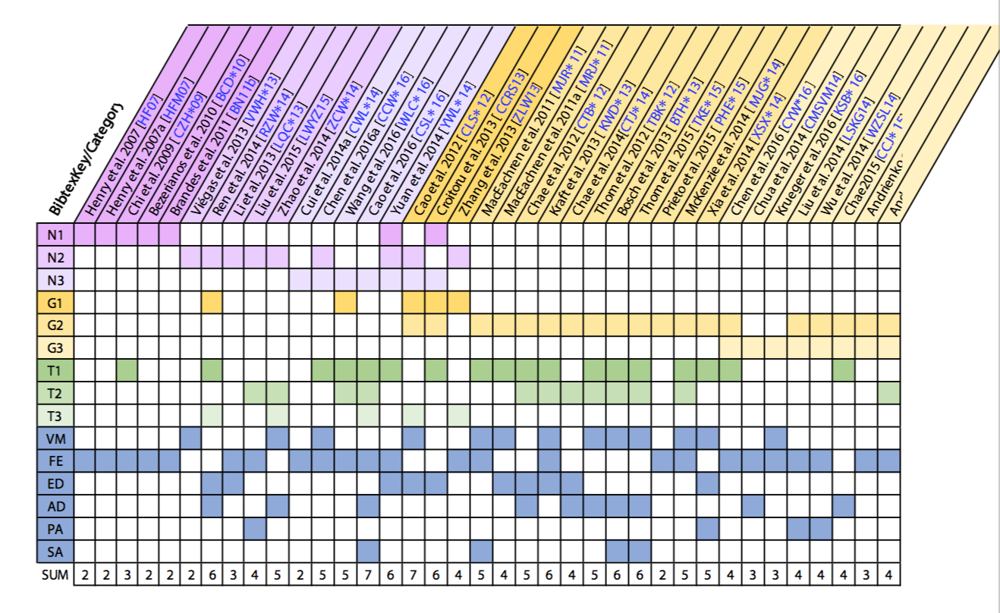 BibtexKey/Category
Henry et al. 2007 [HF07]
Henry et al. 2007a [HFM07]
Chi et al. 2009 [CZH*09]
Bezerianos et al. 2010 [BCD*10]
Brandes et al. 2011 [BN11b]
Viégas et al. 2013 [VWH*13]
Ren et al. 2014 [RZW*14]
Li et al. 2013 [LQC*13]
Liu et al. 2015 [LWYZ15]
Zhao et al. 2014 [ZCW*14]
Cui et al. 2014a [CWL*14]
Chen et al. 2016a [CCW*16]
Wang et al. 2016 [WLC*16]
Cao et al. 2016 [CSL*16]
Yuan et al. 2014 [YWL*14]
Cao et al. 2012 [CLS*12]
Croitoru et al. 2013 [CCRS13]
Zhang et al. 2013 [ZLW13]
MacEachren et al. 2011 [MJR*11]
MacEachren et al. 2011a [MRJ*11]
Chae et al. 2012 [CTB*12]
Kraft et al. 2013 [KWD*13]
Chae et al. 2014[CTJ*14]
Thom et al. 2012 [TBK*12]
Bosch et al. 2013 [BTH*13]
Thom et al. 2015 [TKE*15]
Prieto et al. 2015 [PHE*15]
McKenzie et al. 2014 [MJG*14]
Xia et al. 2014 [XSX*14]
Chen et al. 2016 [CYW*16]
Chua et al. 2014 [CMSVM14]
Krueger et al. 2016 [KSB*16]
Liu et al. 2014 [LSKG14]
Wu et al. 2014 [WZSL14]
Chae2015 [CCJ*15
Andrienko
N1
N2
N3
G1
G2
G3
T1
T2
T3
VM
FE
ED
AD
PA
SA
SUM 2 2 3 2 2 2 6 3 4 5 2 5 5 7 6 7 6 4 5 4 5 6 4 5 6 6 2 5 5 4 3 3 4 4 4 3 4